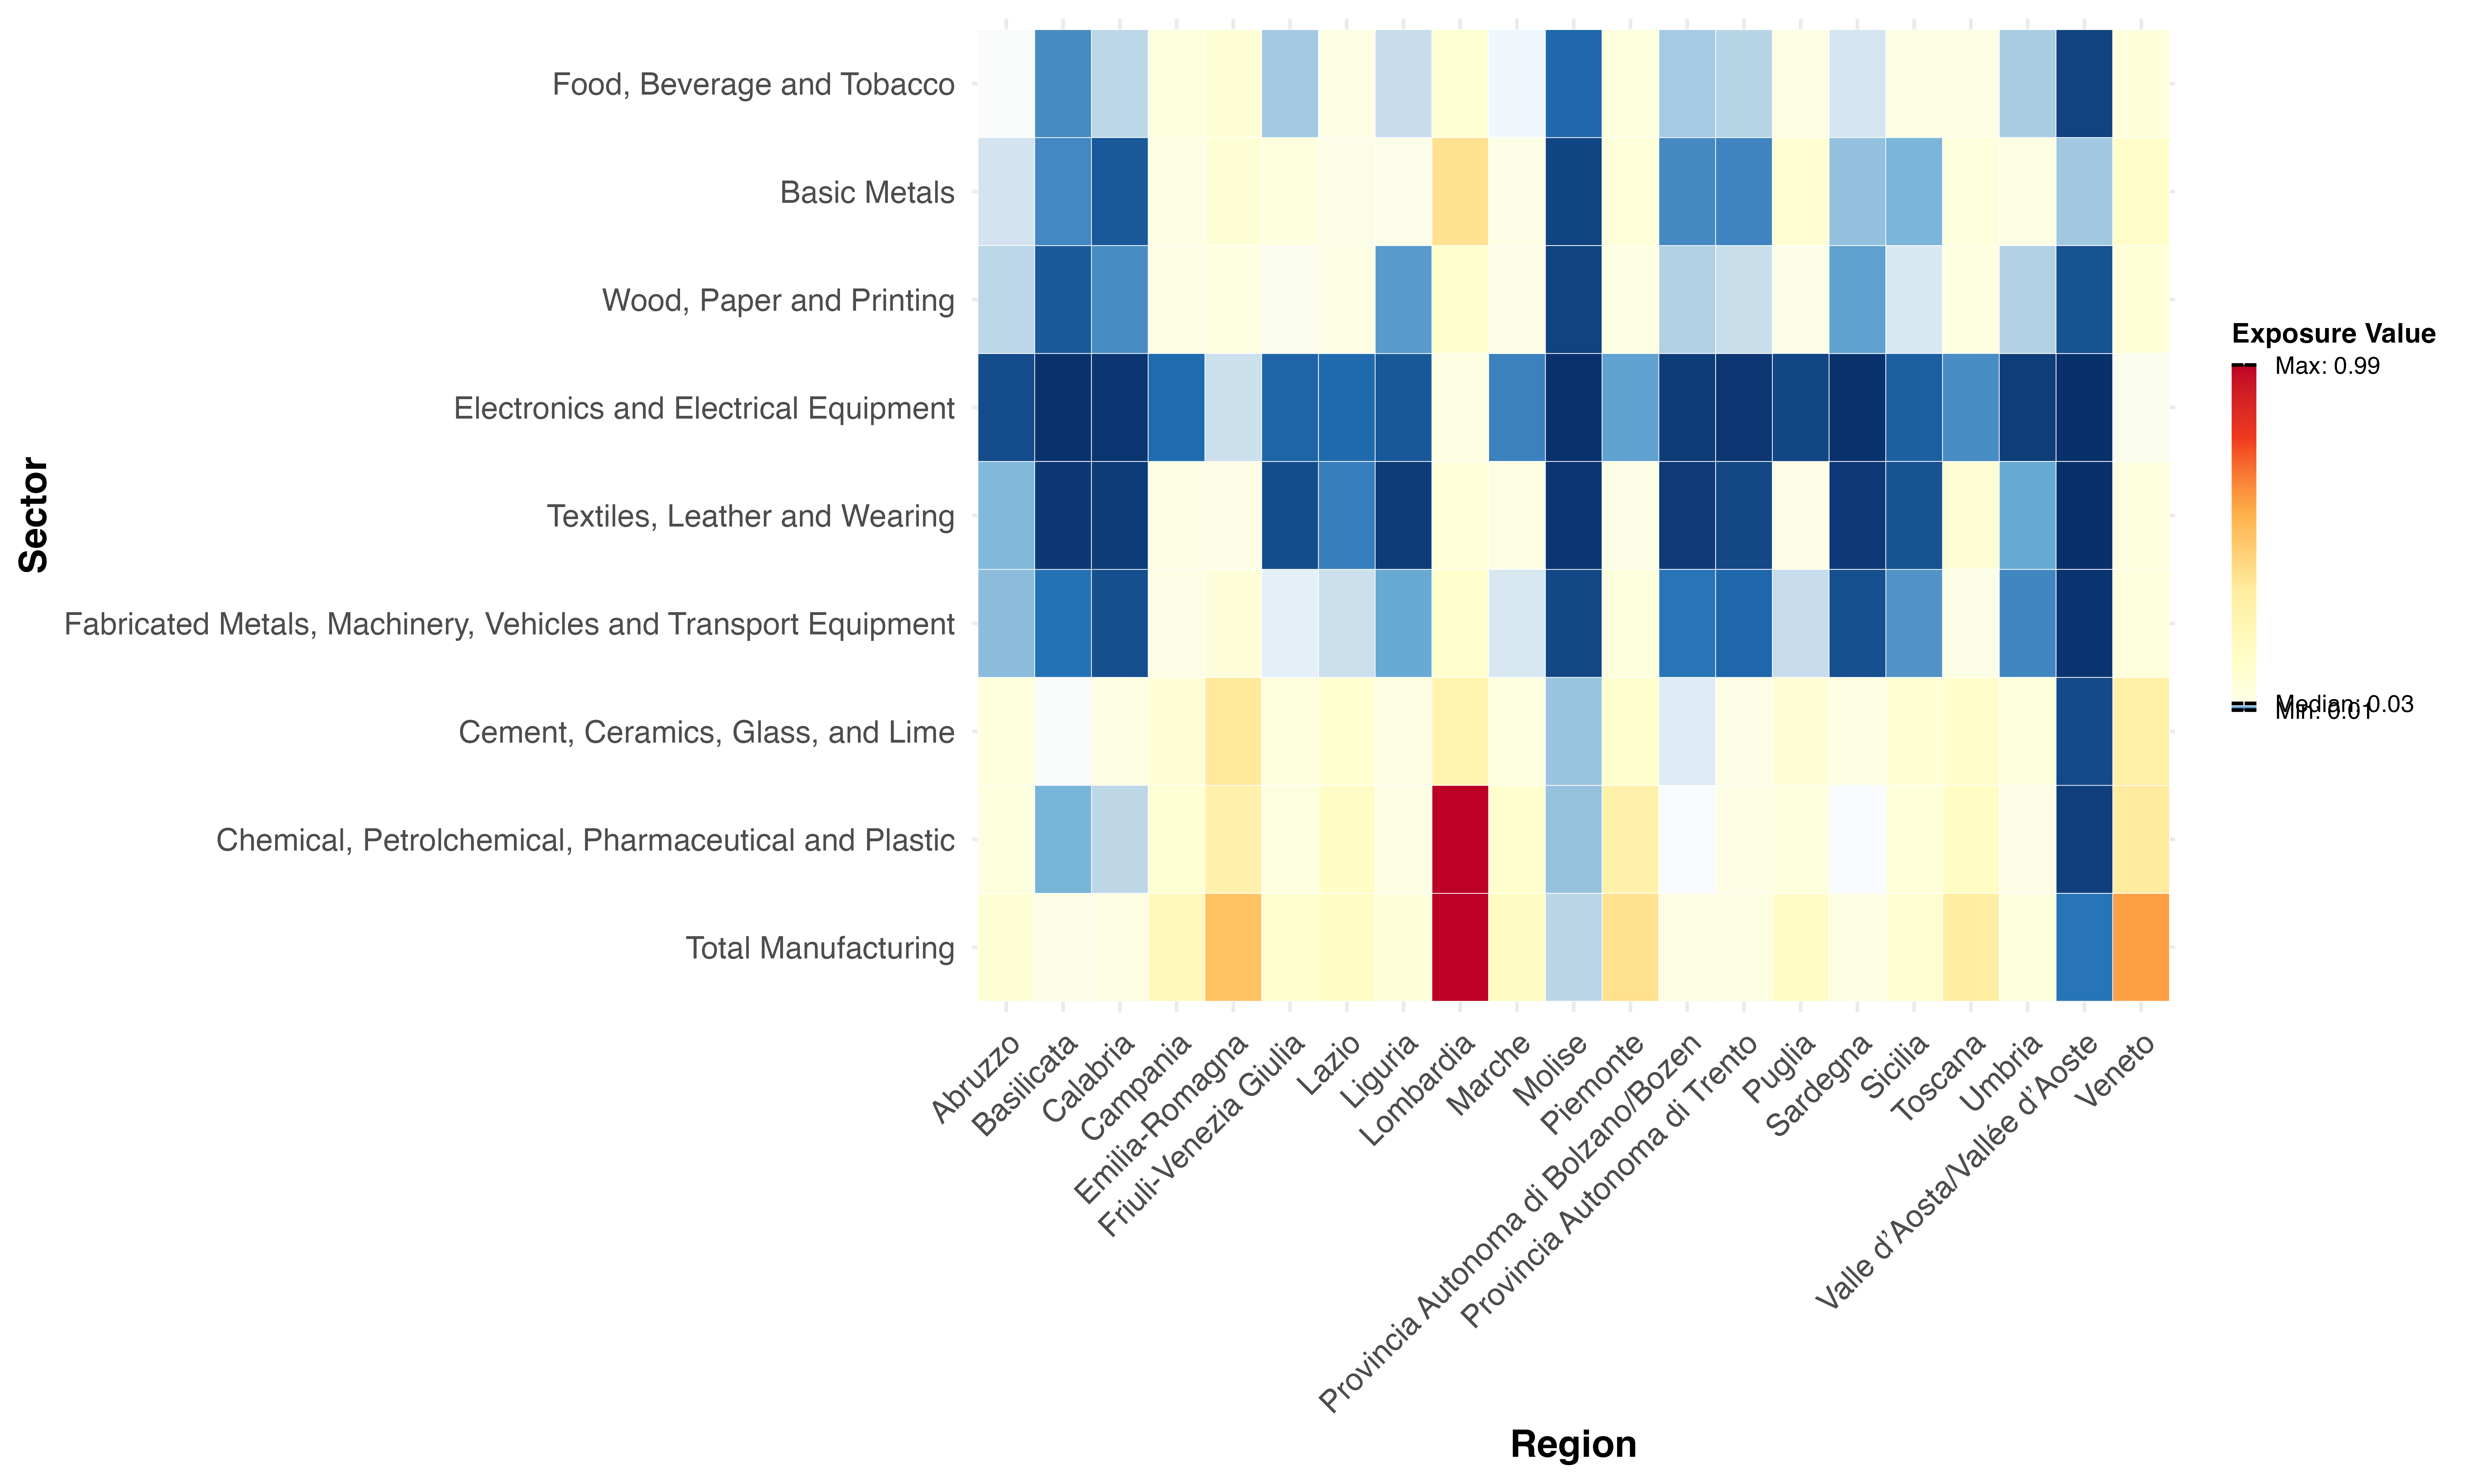 Sector
Food, Beverage and Tobacco
Basic Metals
Wood, Paper and Printing
Electronics and Electrical Equipment
Textiles, Leather and Wearing
Fabricated Metals, Machinery, Vehicles and Transport Equipment
Cement, Ceramics, Glass, and Lime
Chemical, Petrolchemical, Pharmaceutical and Plastic
Total Manufacturing
Abruzzo
Basilicata
Calabria
Campania
Emilia-Romagna
Friuli-Venezia Giulia
Lazio
Liguria
Lombardia
Marche
Molise
Piemonte
Provincia Autonoma di Bolzano/Bozen
Provincia Autonoma di Trento
Puglia
Sardegna
Sicilia
Toscana
Umbria
Valle d’Aosta/Vallée d’Aoste
Veneto
Region
Exposure Value
Max: 0.99
Median: 0.03
Min: 0.01